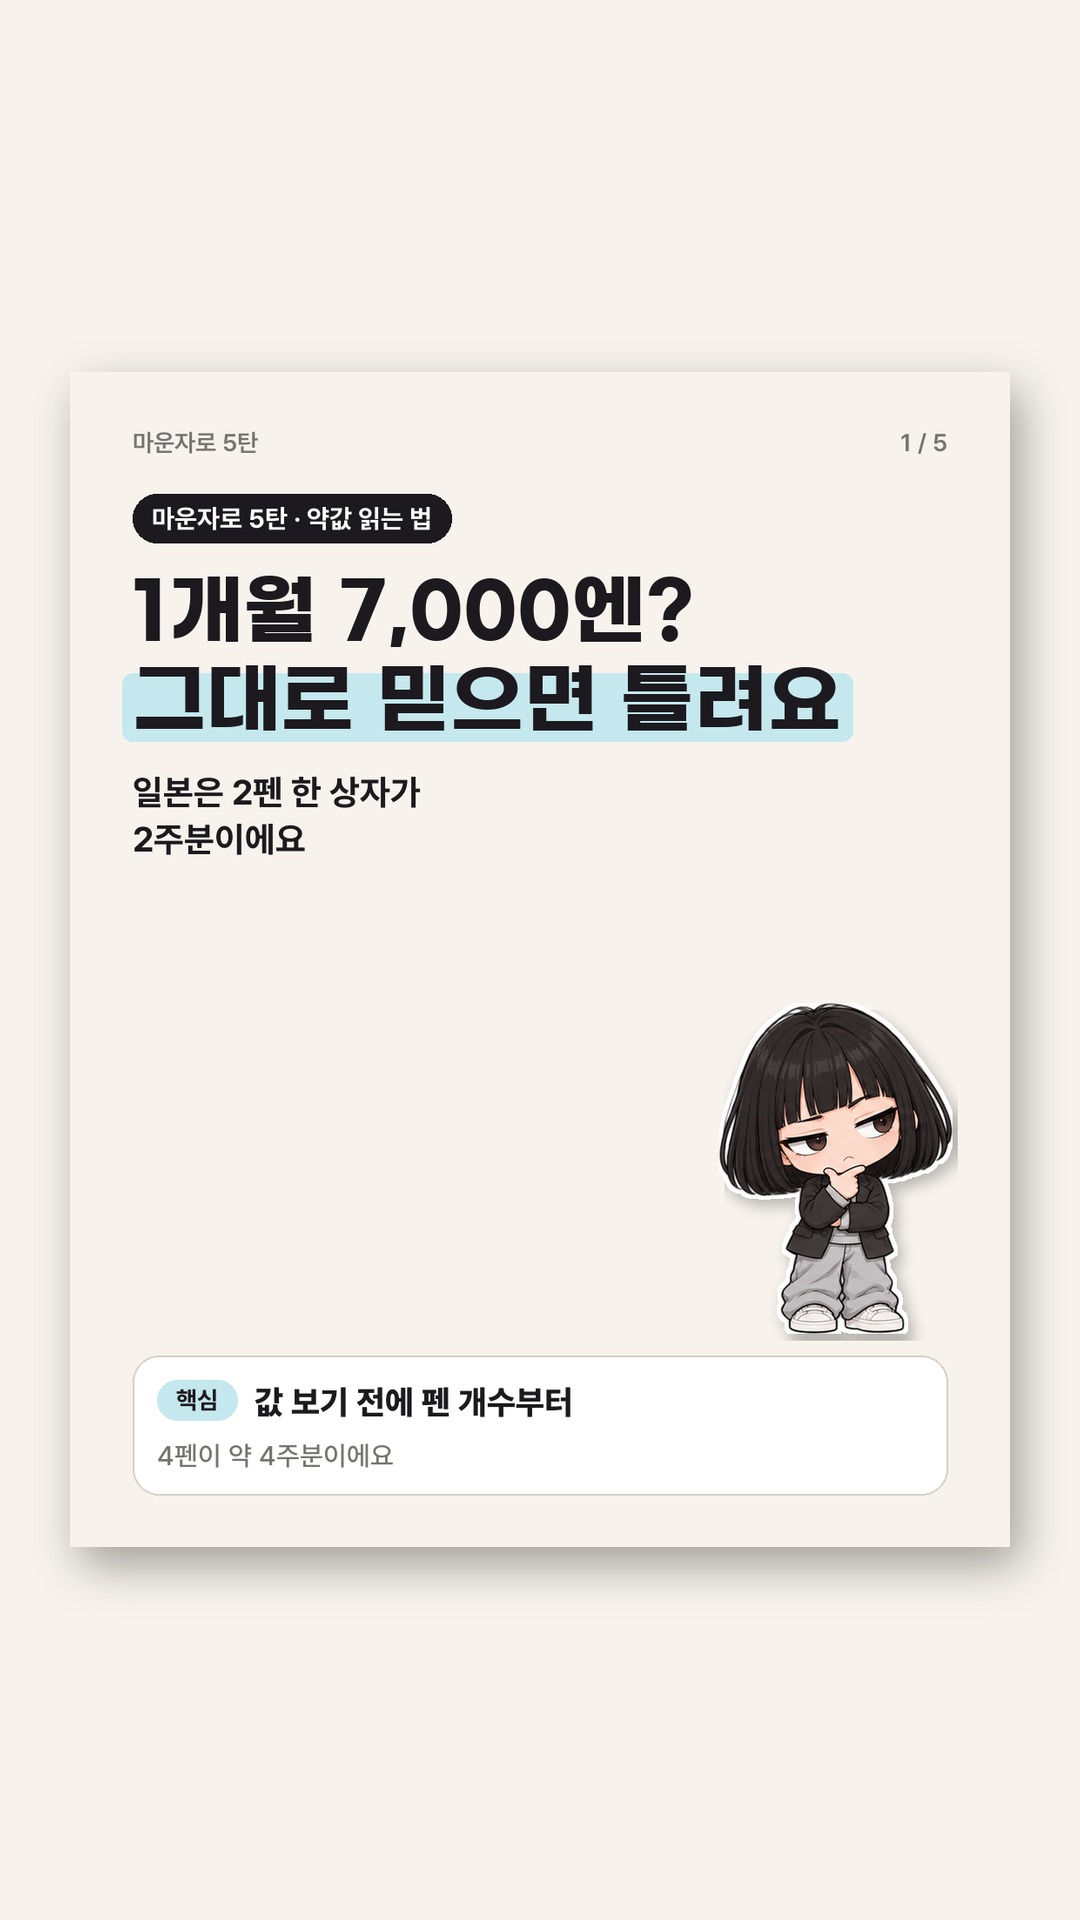 마운자로 5탄
1 / 5
마운자로 5탄 · 약값 읽는 법
1개월 7,000엔?
그대로 믿으면 틀려요
일본은 2펜 한 상자가
2주분이에요
핵심 값 보기 전에 펜 개수부터
4펜이 약 4주분이에요